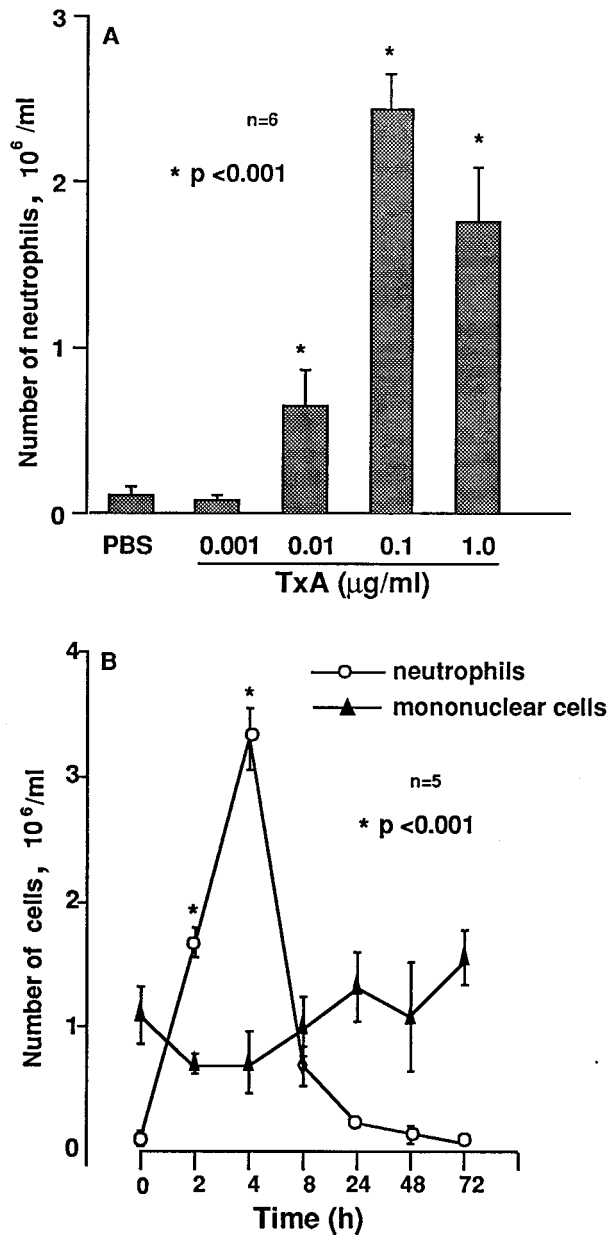 A
3
2
1
0
Number of neutrophils, 10⁶ /ml
n=6
* p <0.001
*
*
*
PBS 0.001 0.01 0.1 1.0
TxA (µg/ml)
B
4
3
2
1
0
Number of cells, 10⁶/ml
neutrophils
mononuclear cells
n=5
* p <0.001
*
*
0 2 4 8 24 48 72
Time (h)